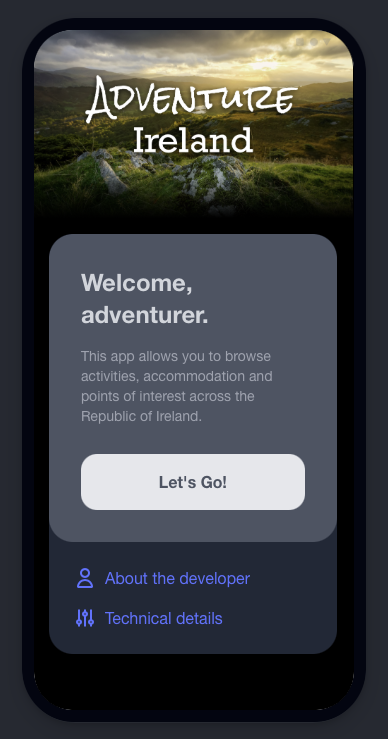 Adventure
Ireland
Welcome,
adventurer.
This app allows you to browse
activities, accommodation and
points of interest across the
Republic of Ireland.
Let's Go!
About the developer
Technical details